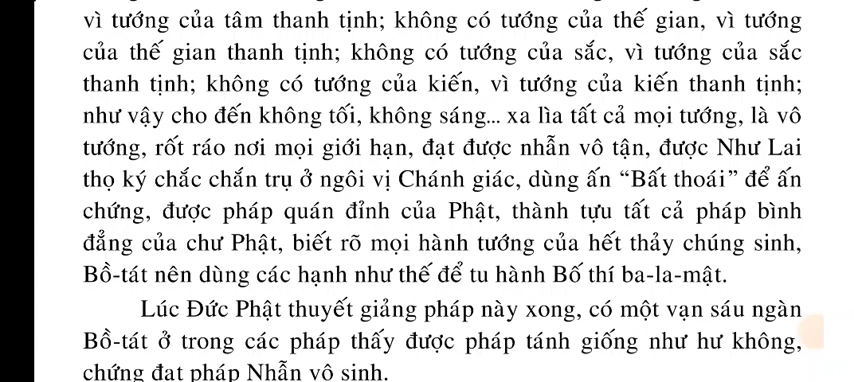 vì tướng của tâm thanh tịnh; không có tướng của thế gian, vì tướng
của thế gian thanh tịnh; không có tướng của sắc, vì tướng của sắc
thanh tịnh; không có tướng của kiến, vì tướng của kiến thanh tịnh;
như vậy cho đến không tối, không sáng... xa lìa tất cả mọi tướng, là vô
tướng, rốt ráo nơi mọi giới hạn, đạt được nhẫn vô tận, được Như Lai
thọ ký chắc chắn trụ ở ngôi vị Chánh giác, dùng ấn “Bất thoái” để ấn
chứng, được pháp quán đỉnh của Phật, thành tựu tất cả pháp bình
đẳng của chư Phật, biết rõ mọi hành tướng của hết thảy chúng sinh,
Bồ-tát nên dùng các hạnh như thế để tu hành Bố thí ba-la-mật.
Lúc Đức Phật thuyết giảng pháp này xong, có một vạn sáu ngàn
Bồ-tát ở trong các pháp thấy được pháp tánh giống như hư không,
chứng đạt pháp Nhẫn vô sinh.